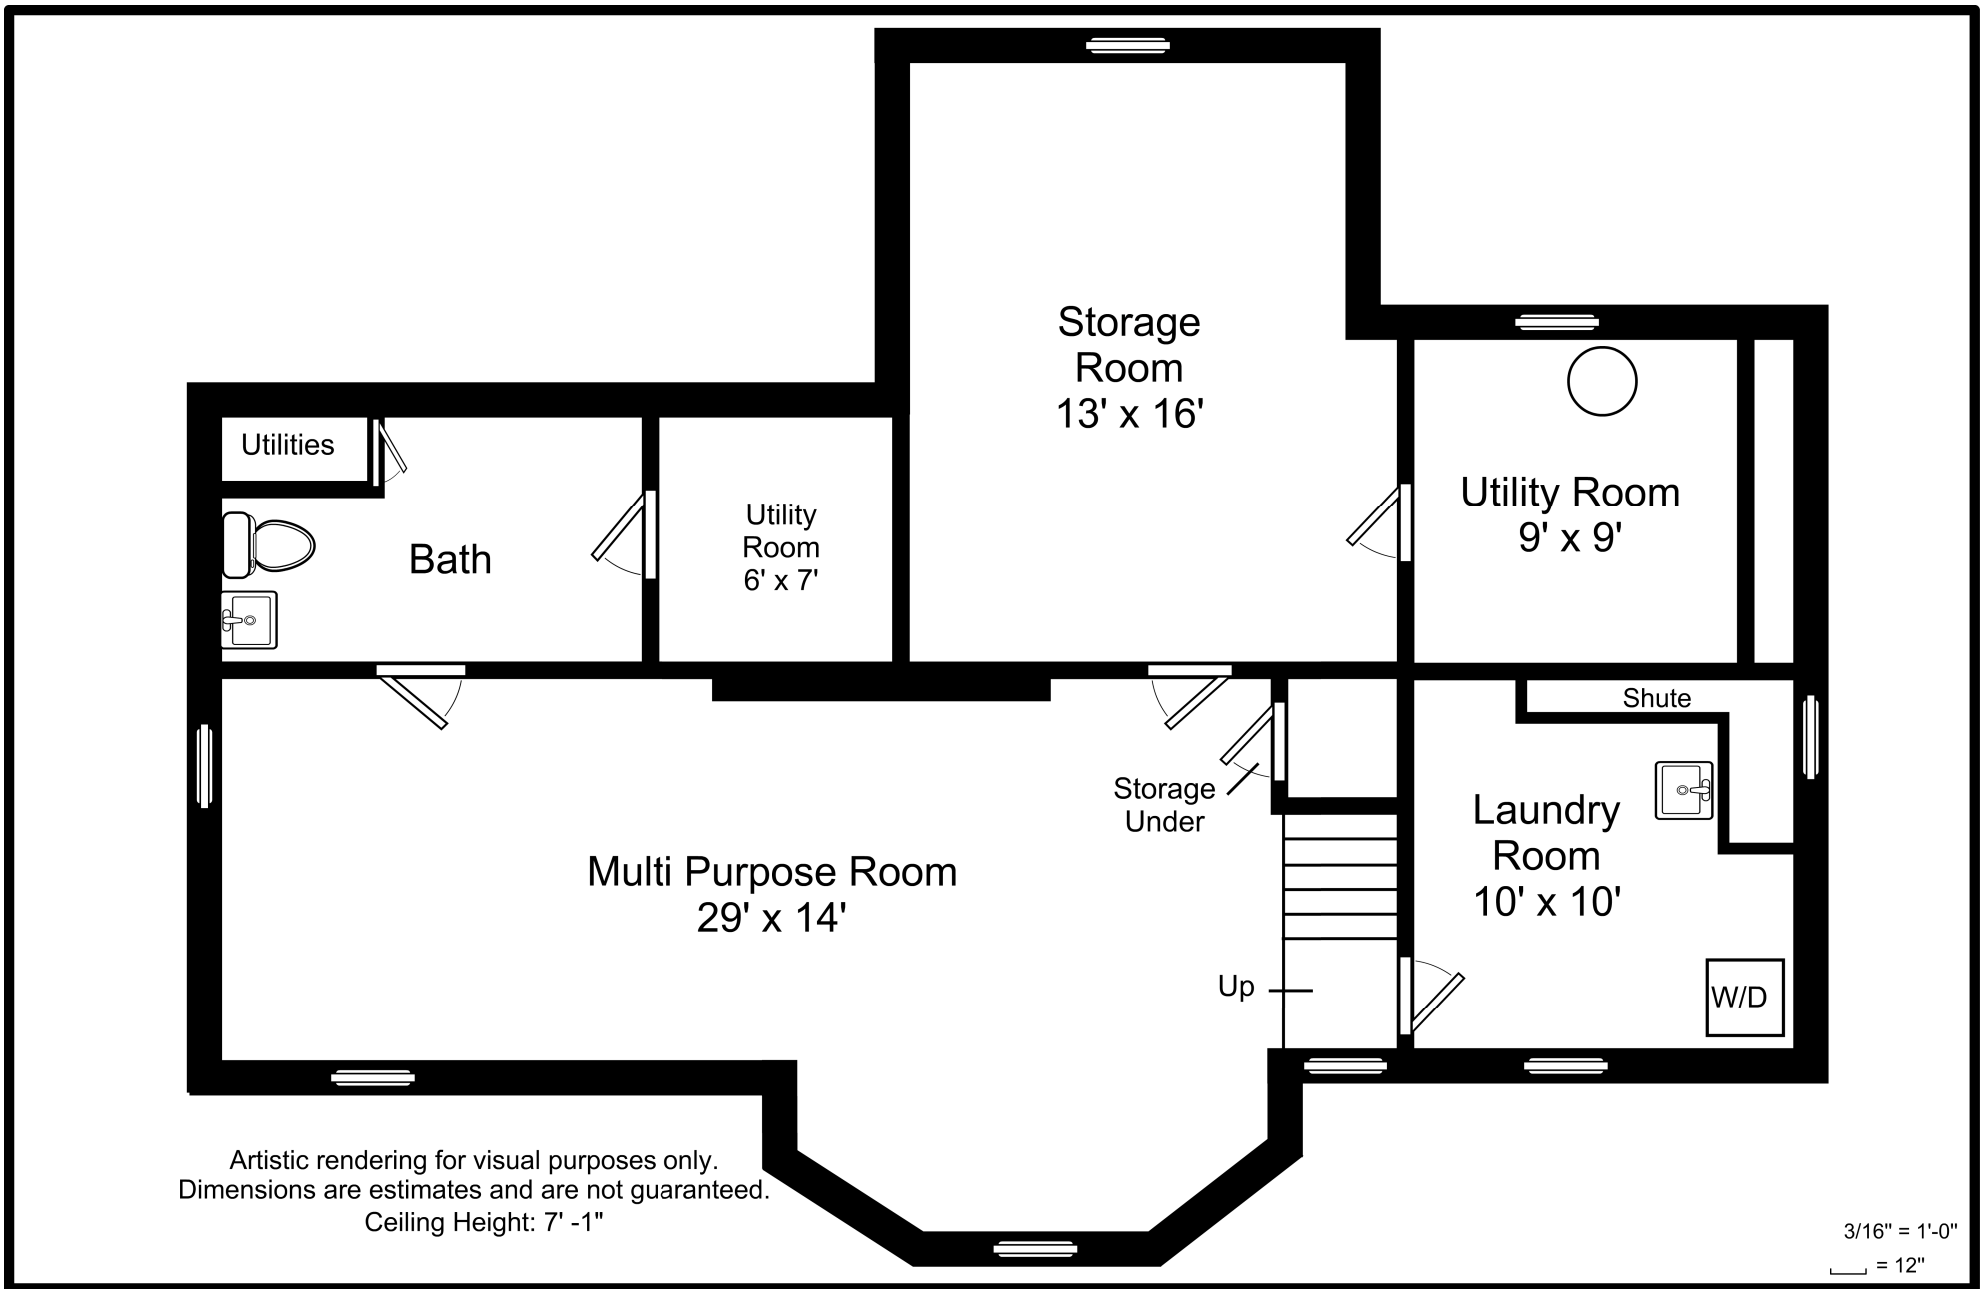 Storage
Room
13' x 16'
Utilities
Bath
Utility
Room
6' x 7'
Utility Room
9' x 9'
Shute
Storage
Under
Laundry
Room
10' x 10'
Multi Purpose Room
29' x 14'
Up
W/D
Artistic rendering for visual purposes only.
Dimensions are estimates and are not guaranteed.
Ceiling Height: 7' -1"
3/16" = 1'-0"
= 12"